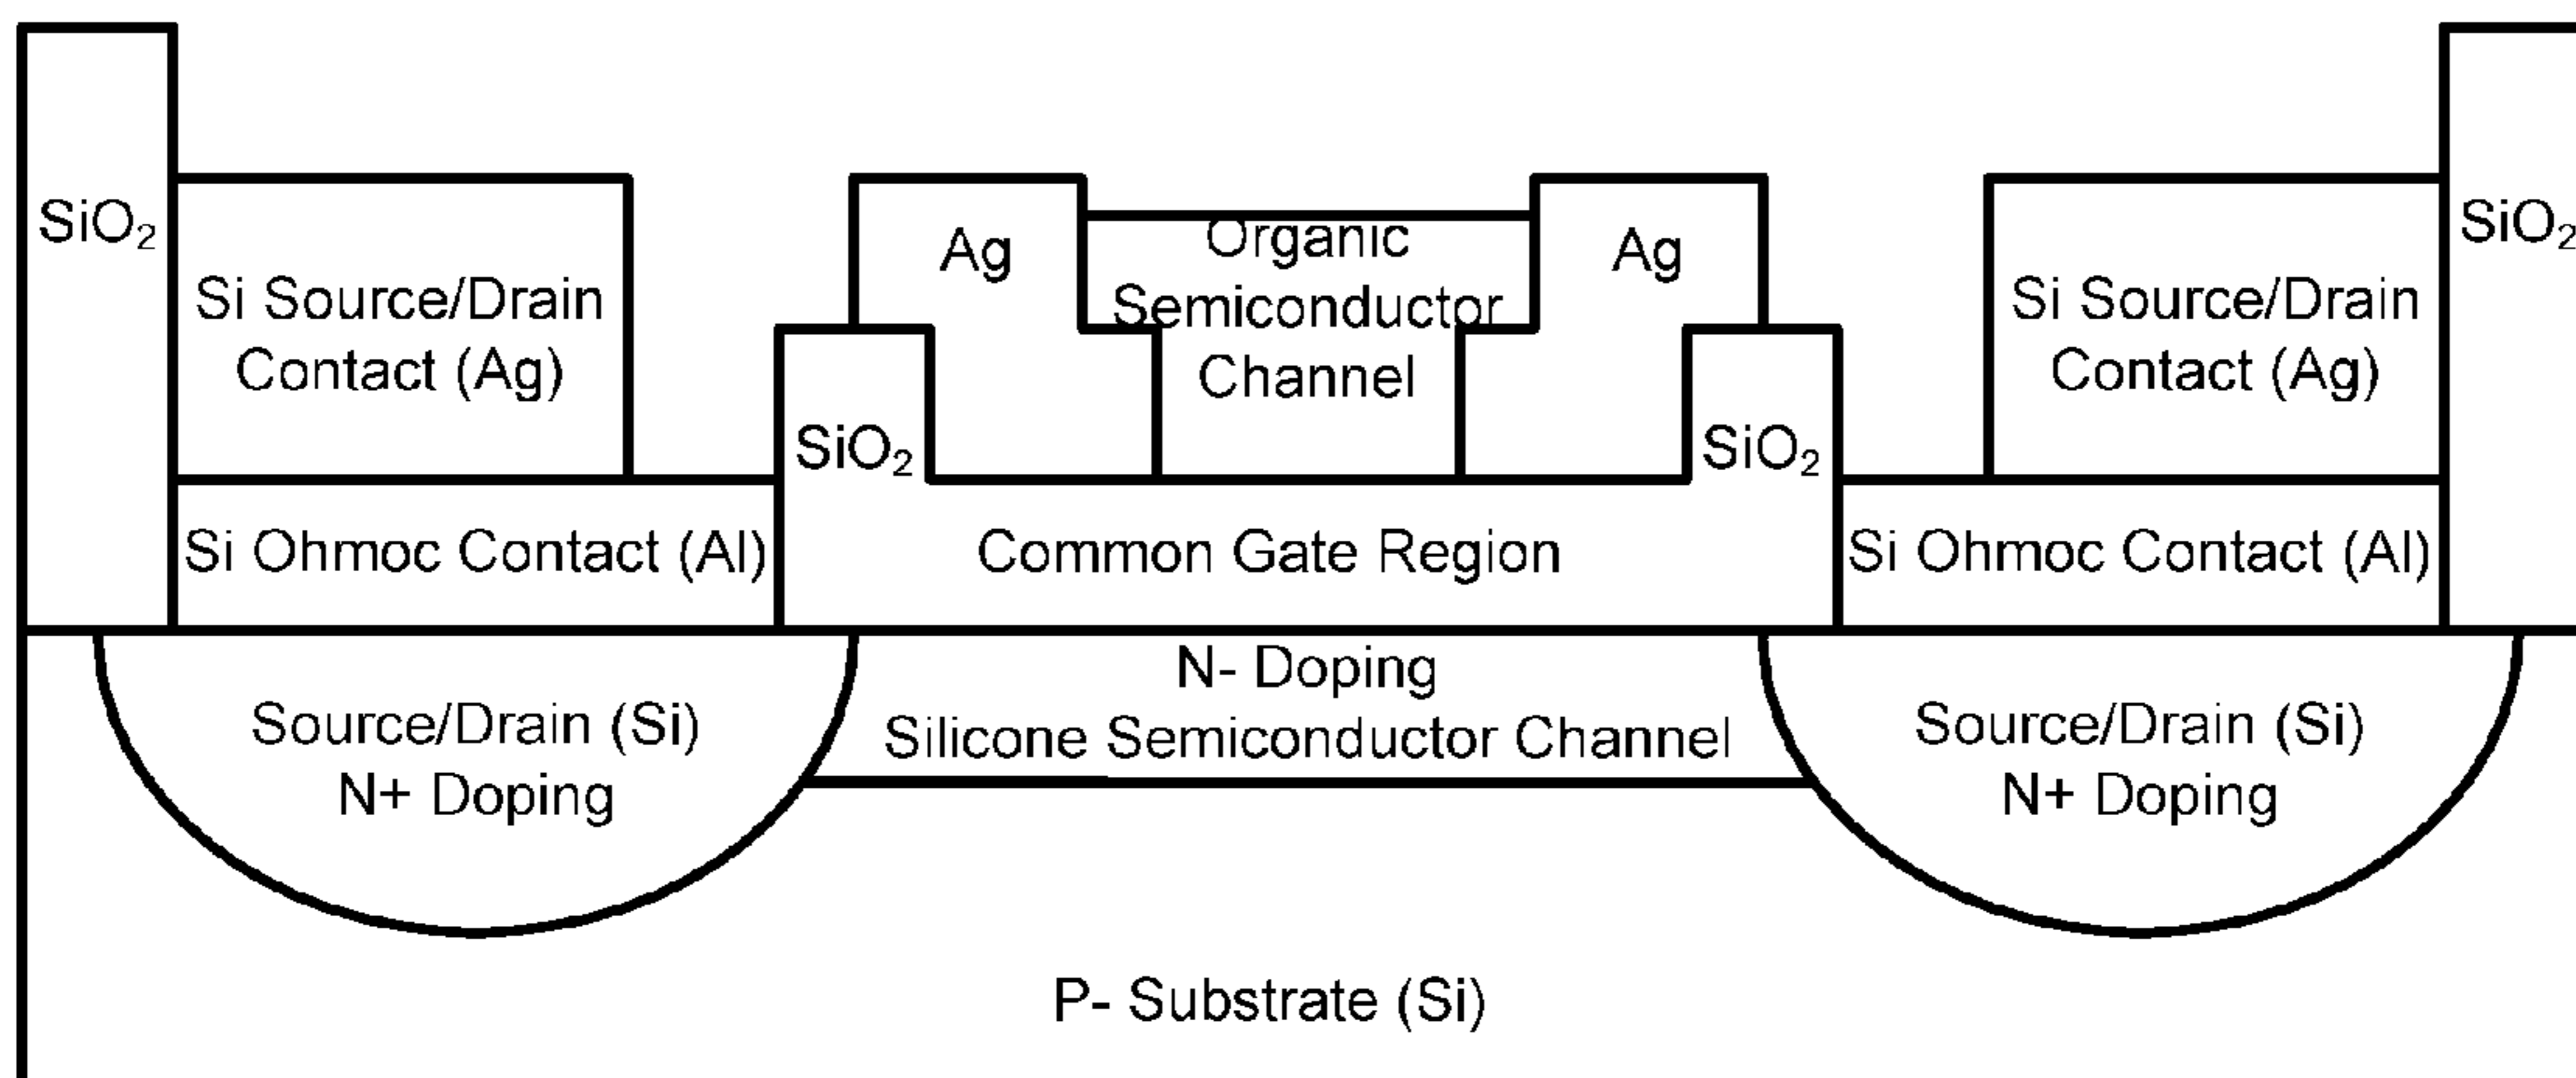 SiO₂
Si Source/Drain
Contact (Ag)
Si Ohmoc Contact (Al)
Ag
Organic
Semiconductor
Channel
Ag
SiO₂
SiO₂
Common Gate Region
Si Source/Drain
Contact (Ag)
Si Ohmoc Contact (Al)
SiO₂
Source/Drain (Si)
N+ Doping
N- Doping
Silicone Semiconductor Channel
Source/Drain (Si)
N+ Doping
P- Substrate (Si)